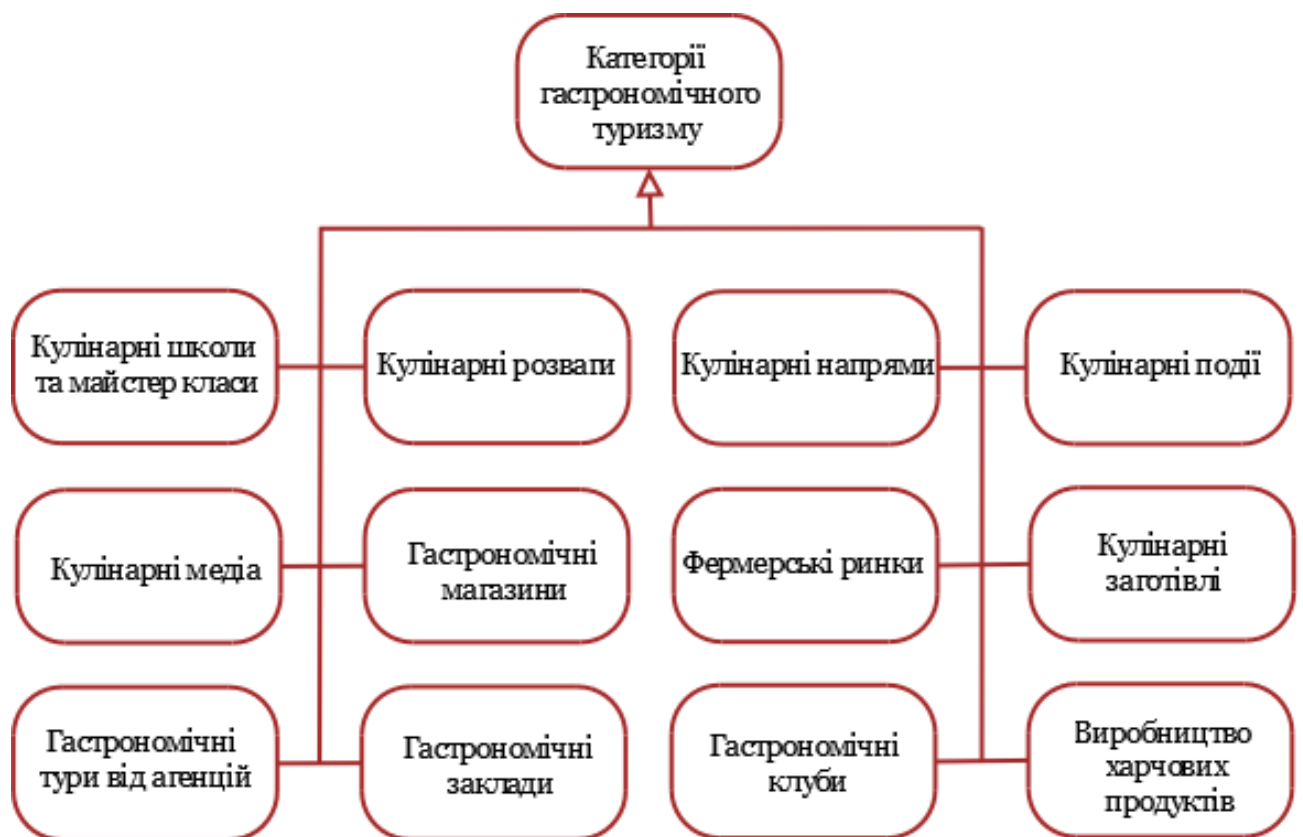 Категорії
гастрономічного
туризму
Кулінарні школи
та майстер класи
Кулінарні розваги
Кулінарні напрями
Кулінарні події
Кулінарні медіа
Гастрономічні
магазини
Фермерські ринки
Кулінарні
заготівлі
Гастрономічні
тури від агенцій
Гастрономічні
заклади
Гастрономічні
клуби
Виробництво
харчових
продуктів